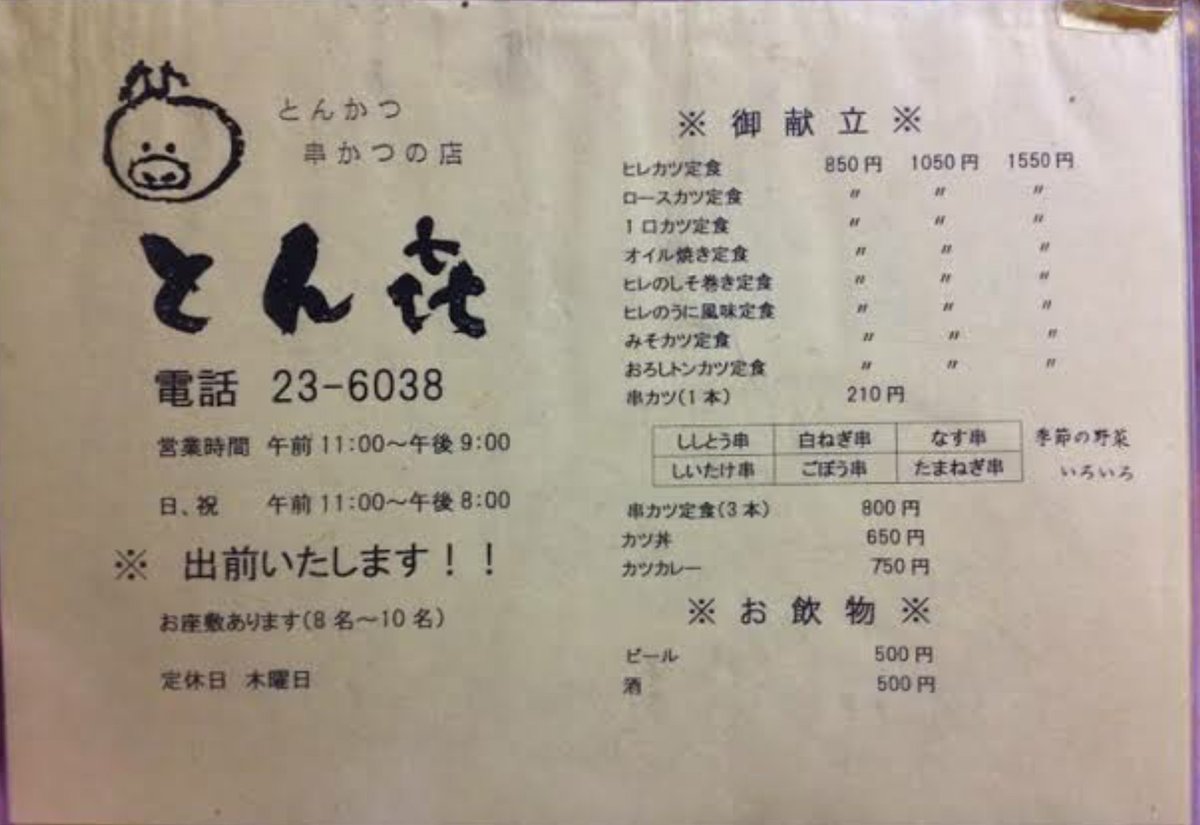 とんかつ
串かつの店
とん㐂
電話 23-6038
営業時間 午前11:00～午後9:00
日、祝 午前11:00～午後8:00
※ 出前いたします！！
お座敷あります(8名～10名)
定休日 木曜日
※ 御献立 ※
ヒレカツ定食 850円 1050円 1550円
ロースカツ定食 〃 〃 〃
1口カツ定食 〃 〃 〃
オイル焼き定食 〃 〃 〃
ヒレのしそ巻き定食 〃 〃 〃
ヒレのうに風味定食 〃 〃 〃
みそカツ定食 〃 〃 〃
おろしトンカツ定食 〃 〃 〃
串カツ(1本) 210円
ししとう串 白ねぎ串 なす串
しいたけ串 ごぼう串 たまねぎ串
季節の野菜
いろいろ
串カツ定食(3本) 800円
カツ丼 650円
カツカレー 750円
※ お飲物 ※
ビール 500円
酒 500円